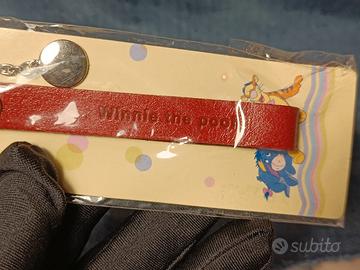 Winnie the pooh
subito